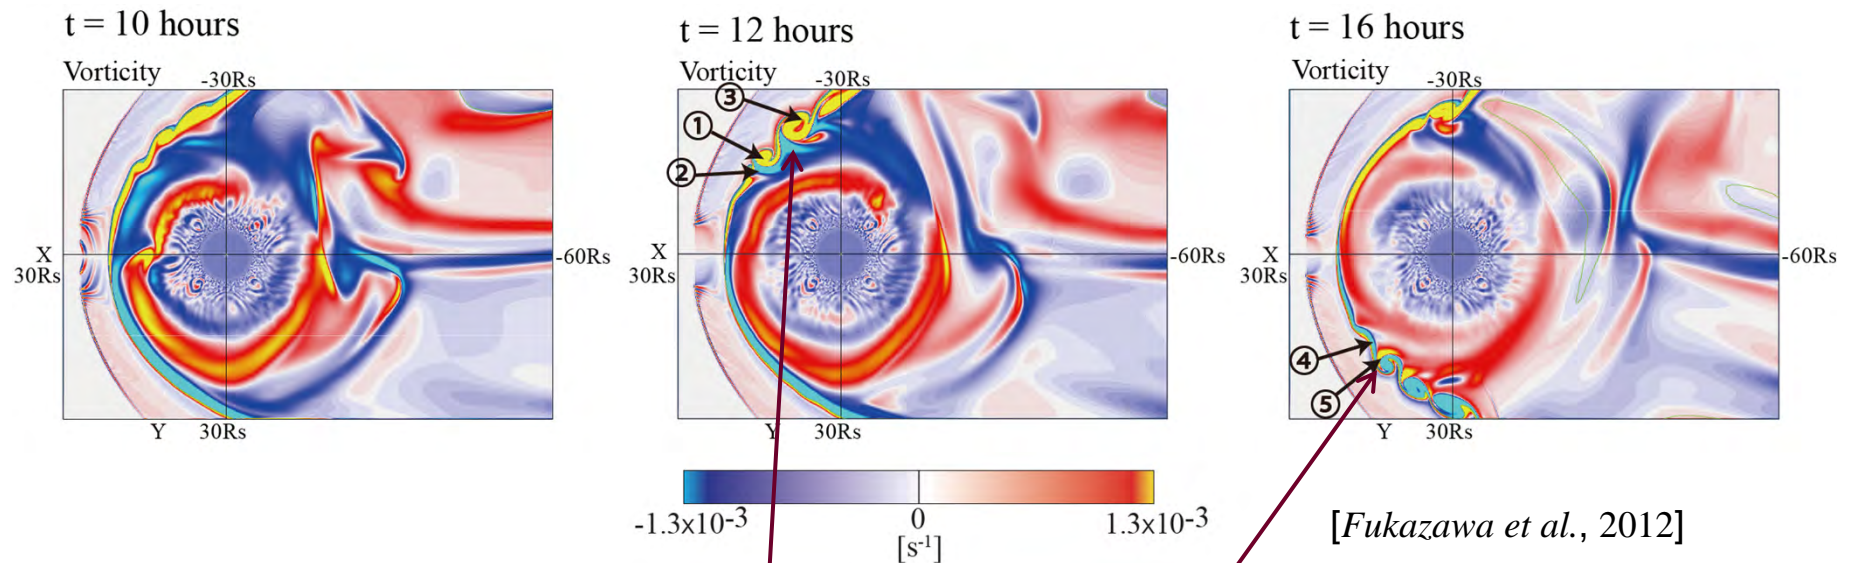 t = 10 hours
Vorticity
-30Rs
X
30Rs
-60Rs
Y
30Rs
t = 12 hours
Vorticity
-30Rs
③
①
②
X
30Rs
-60Rs
Y
30Rs
t = 16 hours
Vorticity
-30Rs
X
30Rs
-60Rs
④
⑤
Y
30Rs
-1.3x10-3
0
1.3x10-3
[s-1]
[Fukazawa et al., 2012]